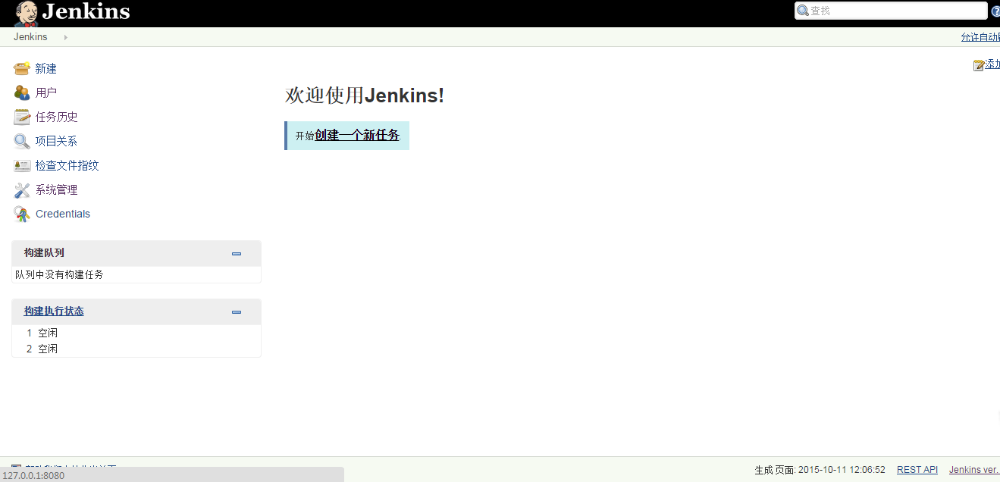 Jenkins
查找
Jenkins
允许自动
添加
新建
用户
任务历史
项目关系
检查文件指纹
系统管理
Credentials
欢迎使用Jenkins!
开始创建一个新任务.
构建队列
队列中没有构建任务
构建执行状态
1 空闲
2 空闲
生成 页面: 2015-10-11 12:06:52 REST API Jenkins ver.
127.0.0.1:8080